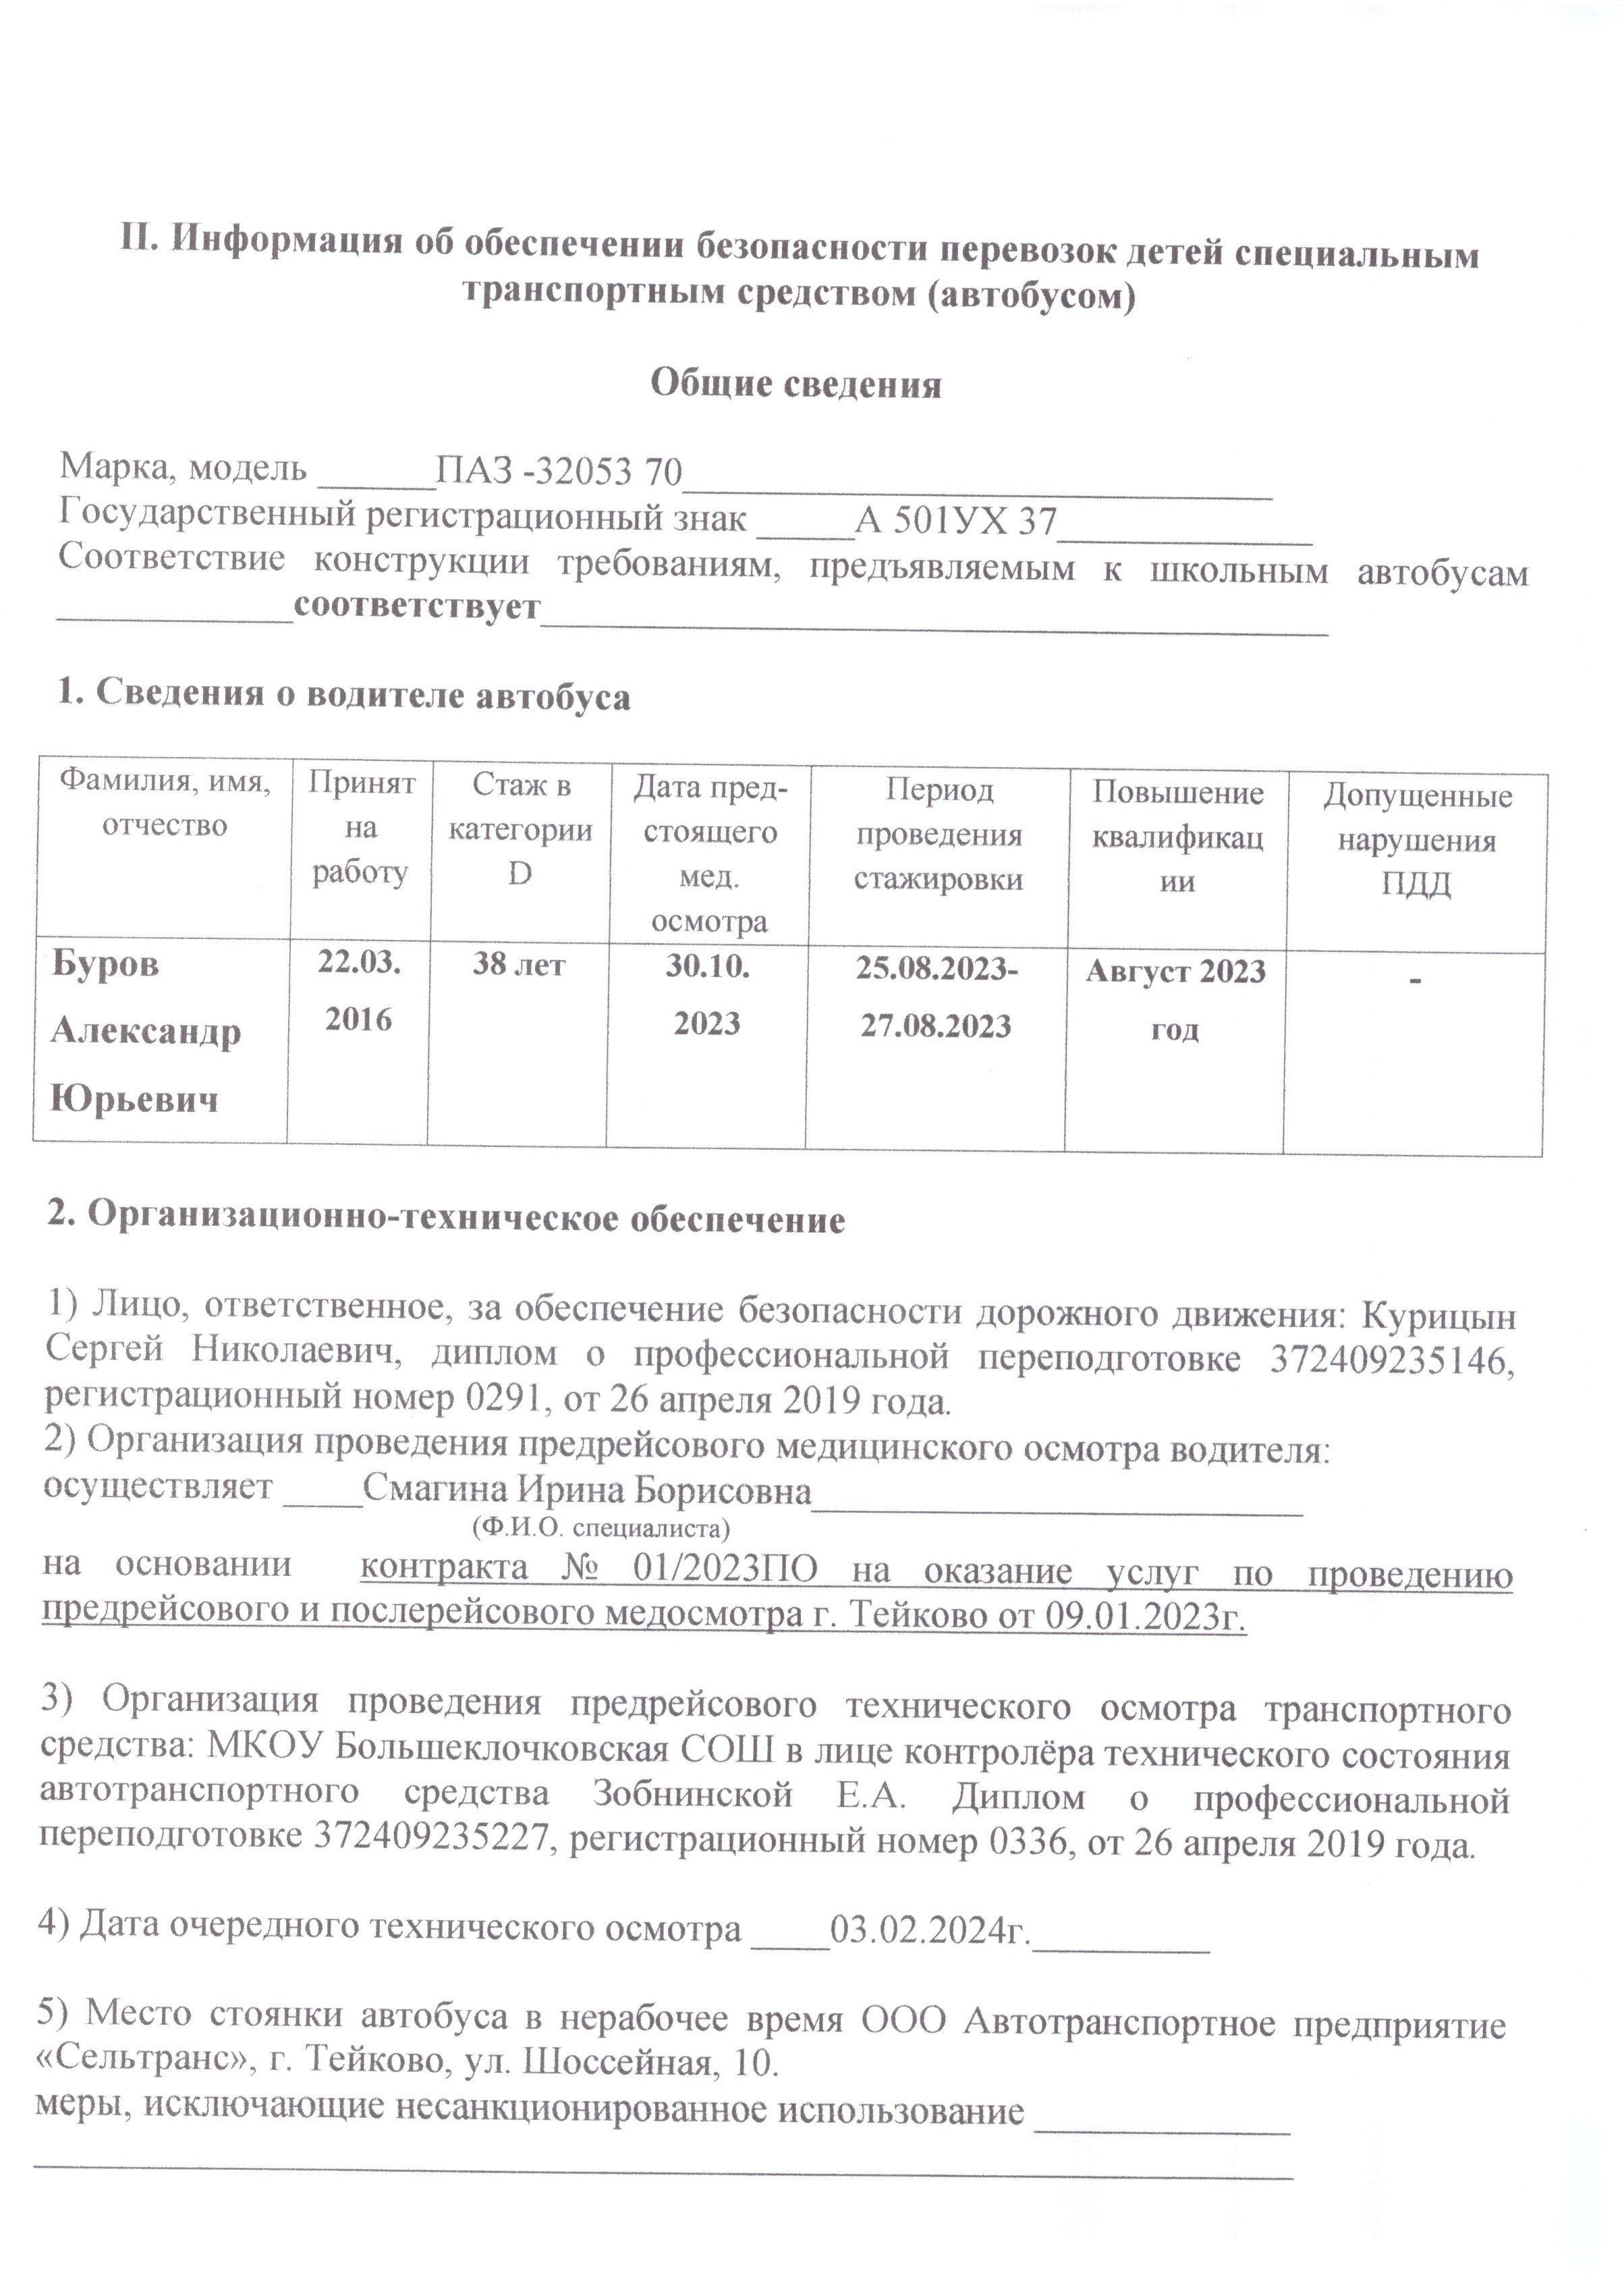 II. Информация об обеспечении безопасности перевозок детей специальным
транспортным средством (автобусом)
Общие сведения
Марка, модель ______ПАЗ -32053 70______________________________
Государственный регистрационный знак _____А 501УХ 37_____________
Соответствие конструкции требованиям, предъявляемым к школьным автобусам
____________соответствует________________________________________
1. Сведения о водителе автобуса
Фамилия, имя,
отчество
Принят
на
работу
Стаж в
категории
D
Дата пред-
стоящего
мед.
осмотра
Период
проведения
стажировки
Повышение
квалификац
ии
Допущенные
нарушения
ПДД
Буров
Александр
Юрьевич
22.03.
2016
38 лет
30.10.
2023
25.08.2023-
27.08.2023
Август 2023
год
-
2. Организационно-техническое обеспечение
1) Лицо, ответственное, за обеспечение безопасности дорожного движения: Курицын
Сергей Николаевич, диплом о профессиональной переподготовке 372409235146,
регистрационный номер 0291, от 26 апреля 2019 года.
2) Организация проведения предрейсового медицинского осмотра водителя:
осуществляет ____Смагина Ирина Борисовна_________________________
(Ф.И.О. специалиста)
на основании контракта № 01/2023ПО на оказание услуг по проведению
предрейсового и послерейсового медосмотра г. Тейково от 09.01.2023г.
3) Организация проведения предрейсового технического осмотра транспортного
средства: МКОУ Большеклочковская СОШ в лице контролёра технического состояния
автотранспортного средства Зобнинской Е.А. Диплом о профессиональной
переподготовке 372409235227, регистрационный номер 0336, от 26 апреля 2019 года.
4) Дата очередного технического осмотра ____03.02.2024г._________
5) Место стоянки автобуса в нерабочее время ООО Автотранспортное предприятие
«Сельтранс», г. Тейково, ул. Шоссейная, 10.
меры, исключающие несанкционированное использование _____________
________________________________________________________________